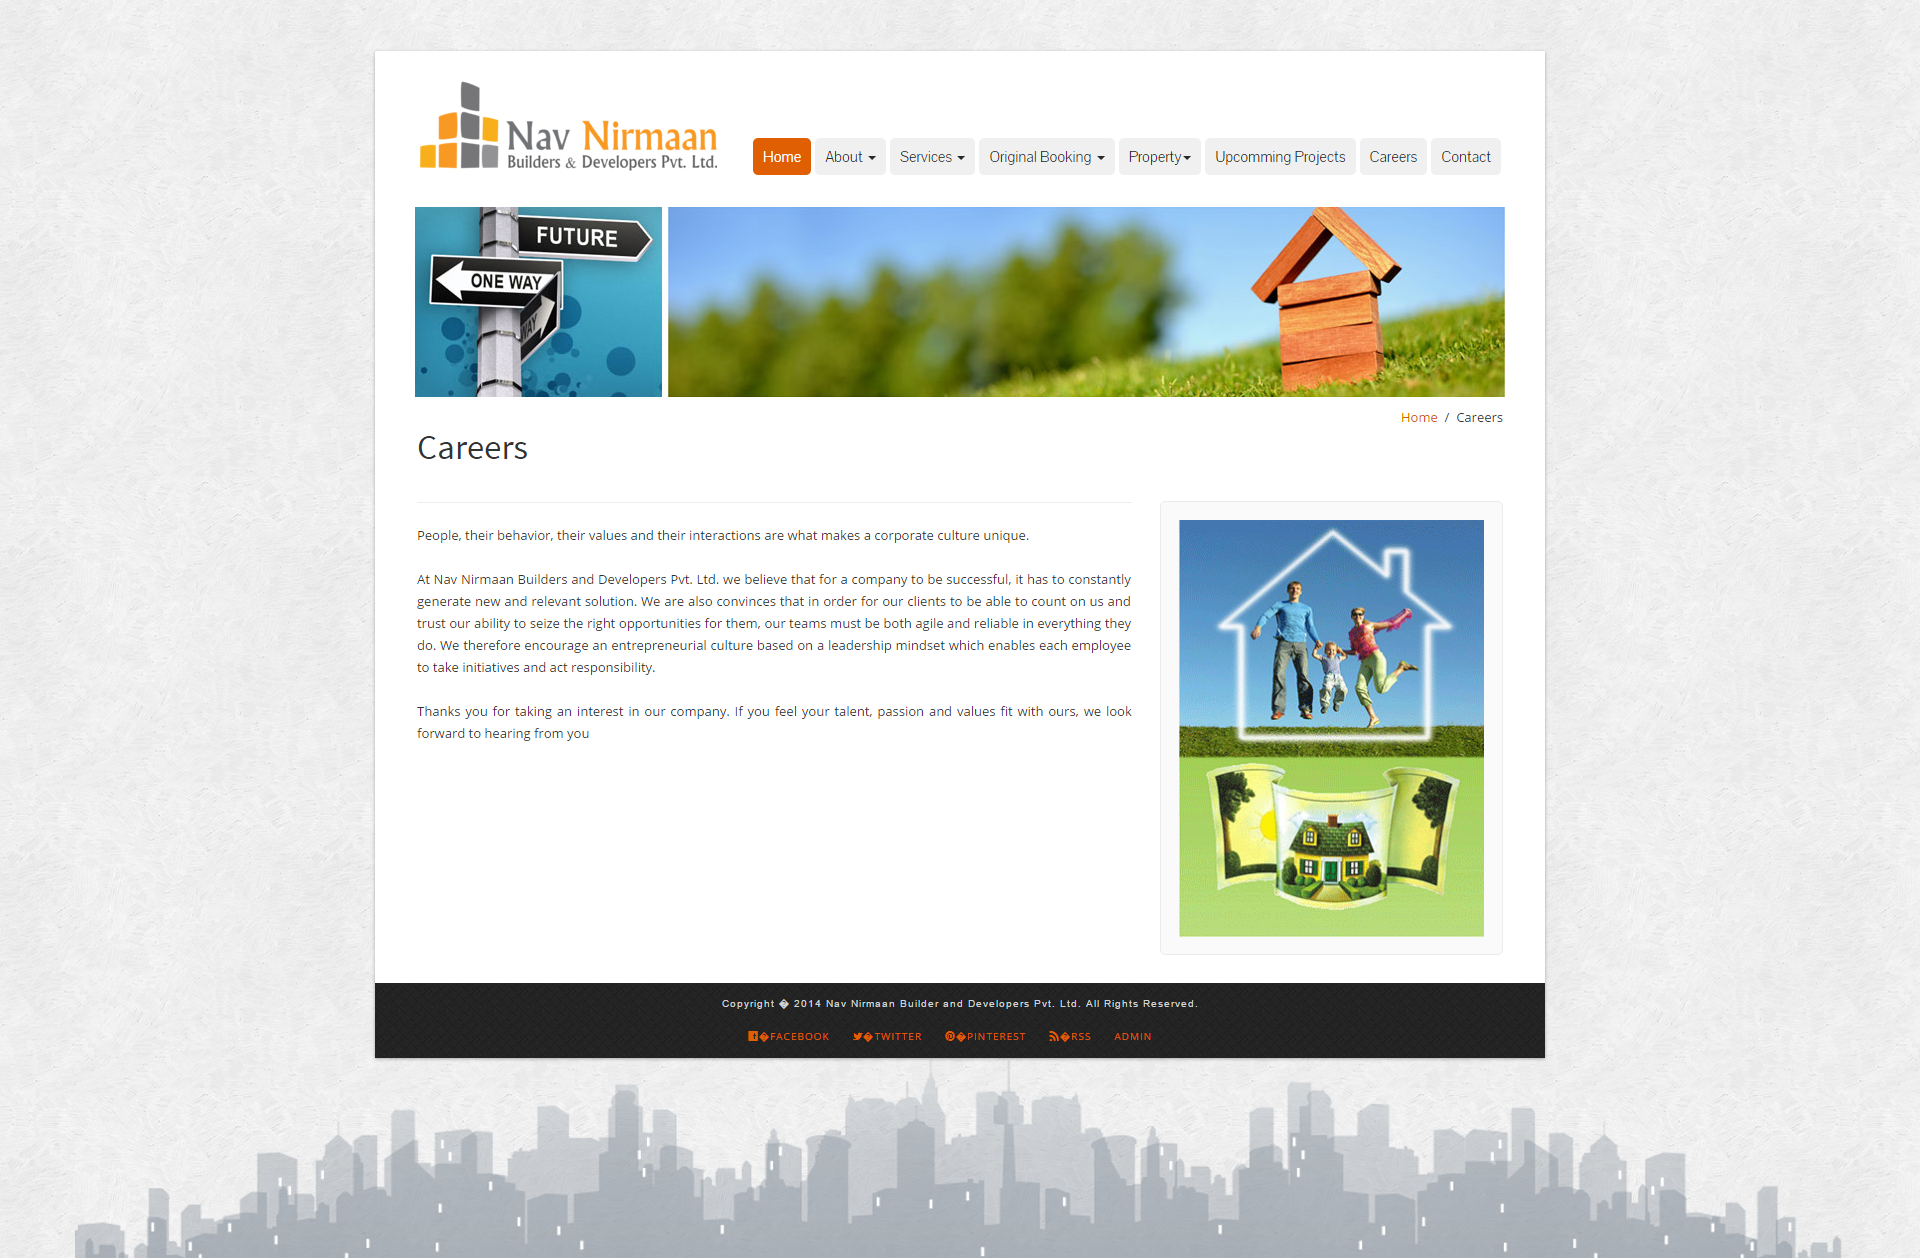 Nav Nirmaan
Builders & Developers Pvt. Ltd.
Home About Services Original Booking Property Upcomming Projects Careers Contact
FUTURE
ONE WAY
WAY
Home / Careers
Careers
People, their behavior, their values and their interactions are what makes a corporate culture unique.
At Nav Nirmaan Builders and Developers Pvt. Ltd. we believe that for a company to be successful, it has to constantly
generate new and relevant solution. We are also convinces that in order for our clients to be able to count on us and
trust our ability to seize the right opportunities for them, our teams must be both agile and reliable in everything they
do. We therefore encourage an entrepreneurial culture based on a leadership mindset which enables each employee
to take initiatives and act responsibility.
Thanks you for taking an interest in our company. If you feel your talent, passion and values fit with ours, we look
forward to hearing from you
Copyright � 2014 Nav Nirmaan Builder and Developers Pvt. Ltd. All Rights Reserved.
�FACEBOOK �TWITTER �PINTEREST �RSS ADMIN